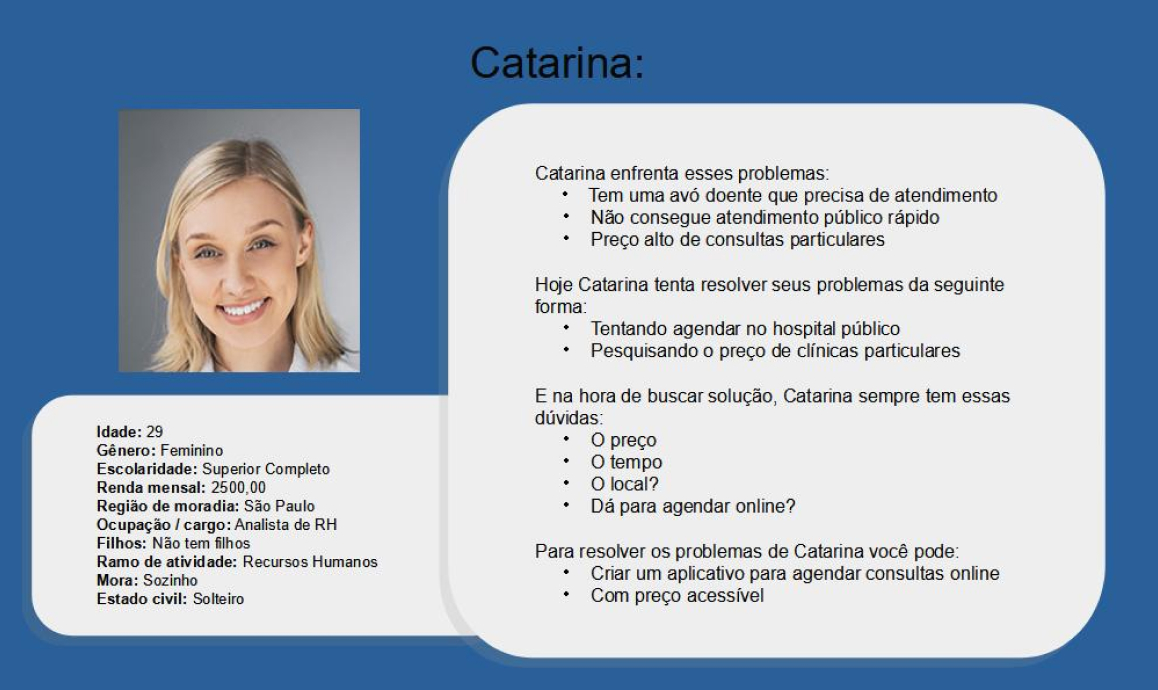 Catarina:
Catarina enfrenta esses problemas:
• Tem uma avó doente que precisa de atendimento
• Não consegue atendimento público rápido
• Preço alto de consultas particulares
Hoje Catarina tenta resolver seus problemas da seguinte
forma:
• Tentando agendar no hospital público
• Pesquisando o preço de clínicas particulares
E na hora de buscar solução, Catarina sempre tem essas
dúvidas:
• O preço
• O tempo
• O local?
• Dá para agendar online?
Para resolver os problemas de Catarina você pode:
• Criar um aplicativo para agendar consultas online
• Com preço acessível
Idade: 29
Gênero: Feminino
Escolaridade: Superior Completo
Renda mensal: 2500,00
Região de moradia: São Paulo
Ocupação / cargo: Analista de RH
Filhos: Não tem filhos
Ramo de atividade: Recursos Humanos
Mora: Sozinho
Estado civil: Solteiro